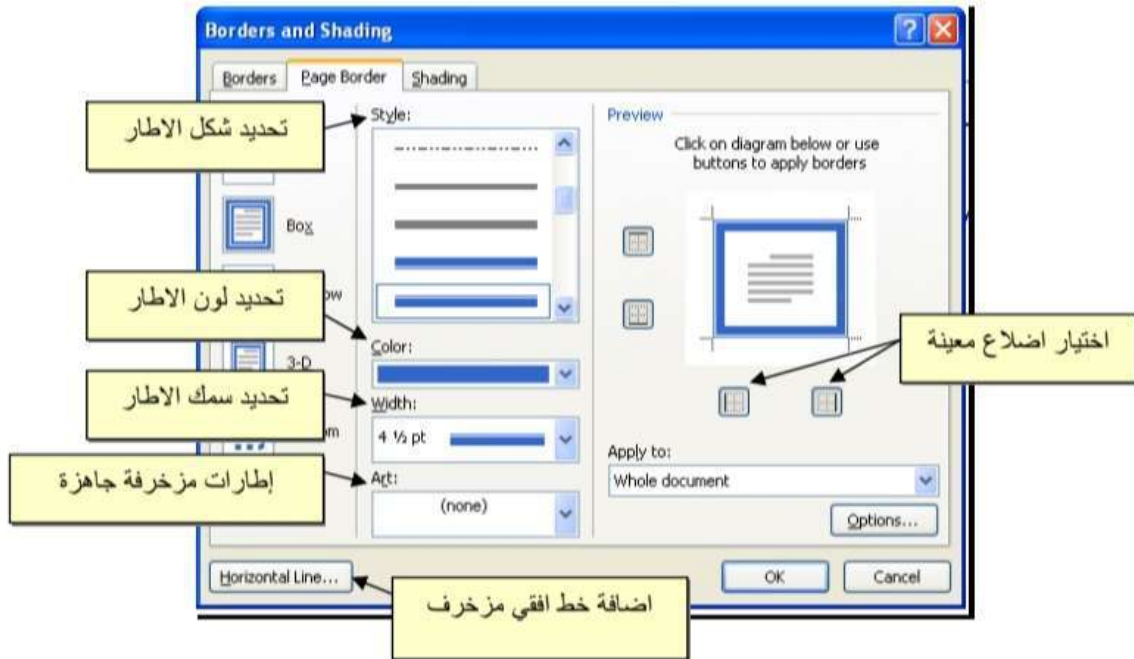 Borders and Shading
Borders
Page Border
Shading
تحديد شكل الاطار
Style:
Preview
Click on diagram below or use
buttons to apply borders
Box
تحديد لون الاطار
اختيار اضلاع معينة
Color:
3-D
تحديد سمك الاطار
Width:
4 ½ pt
إطارات مزخرفة جاهزة
Art:
(none)
Apply to:
Whole document
Options...
Horizontal Line...
OK
Cancel
اضافة خط افقي مزخرف